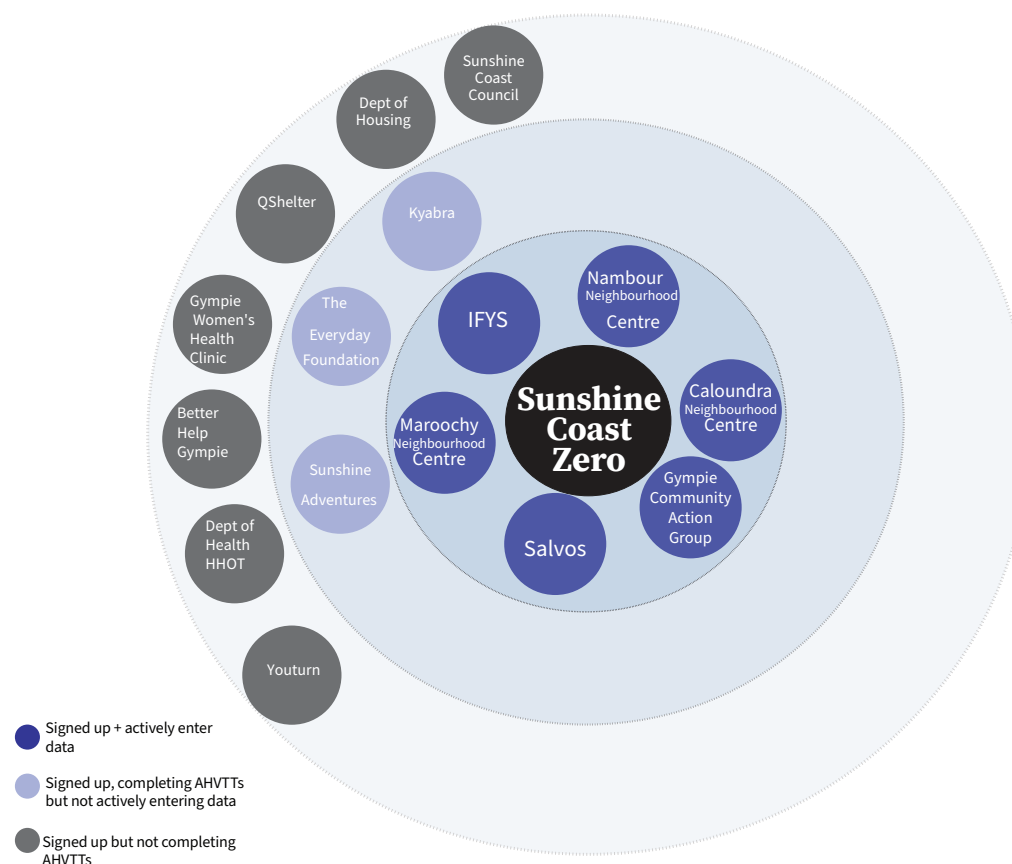 Sunshine
Coast
Council
Dept of
Housing
QShelter
Kyabra
Gympie
Women's
Health
Clinic
The
Everyday
Foundation
IFYS
Nambour
Neighbourhood
Centre
Better
Help
Gympie
Maroochy
Neighbourhood
Centre
Sunshine
Coast
Zero
Caloundra
Neighbourhood
Centre
Sunshine
Adventures
Gympie
Community
Action
Group
Dept of
Health
HHOT
Salvos
Youturn
Signed up + actively enter
data
Signed up, completing AHVTTs
but not actively entering data
Signed up but not completing
AHVTTs